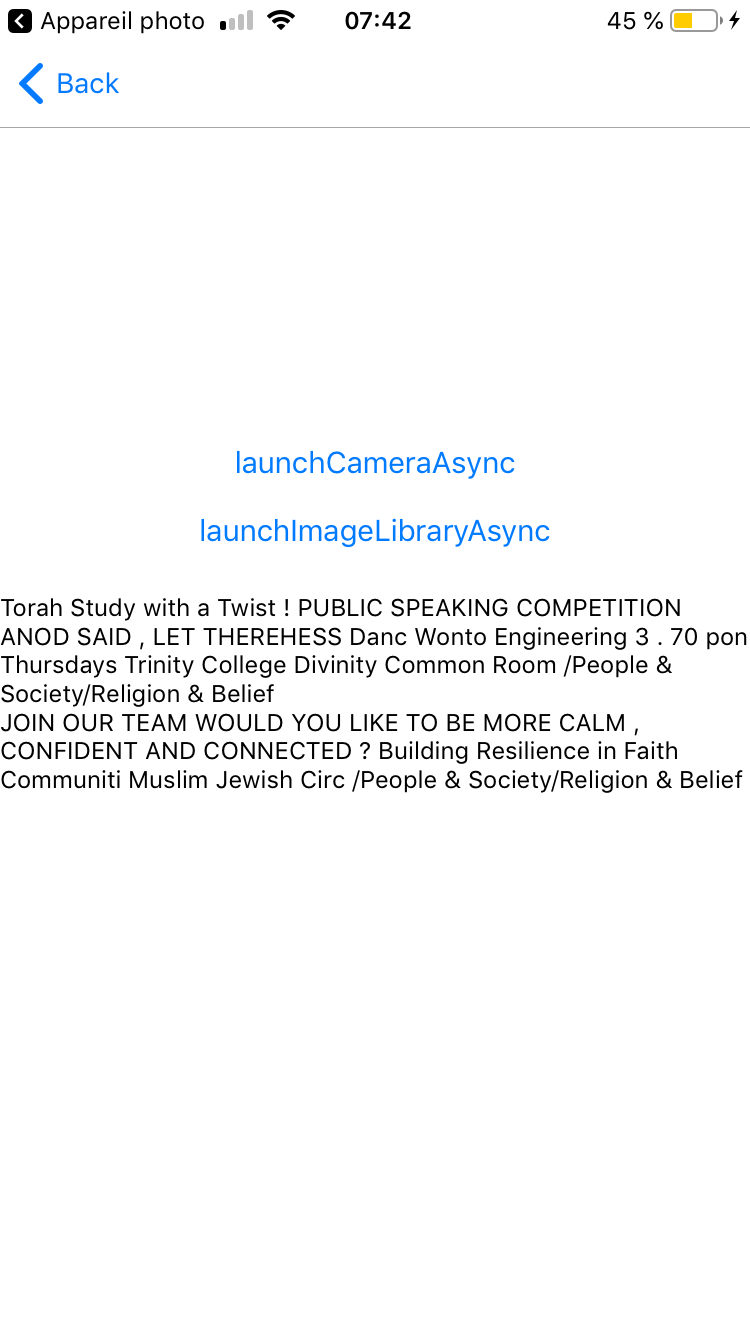 Appareil photo 07:42 45 %
Back
launchCameraAsync
launchImageLibraryAsync
Torah Study with a Twist ! PUBLIC SPEAKING COMPETITION
ANOD SAID , LET THEREHESS Danc Wonto Engineering 3 . 70 pon
Thursdays Trinity College Divinity Common Room /People &
Society/Religion & Belief
JOIN OUR TEAM WOULD YOU LIKE TO BE MORE CALM ,
CONFIDENT AND CONNECTED ? Building Resilience in Faith
Communiti Muslim Jewish Circ /People & Society/Religion & Belief